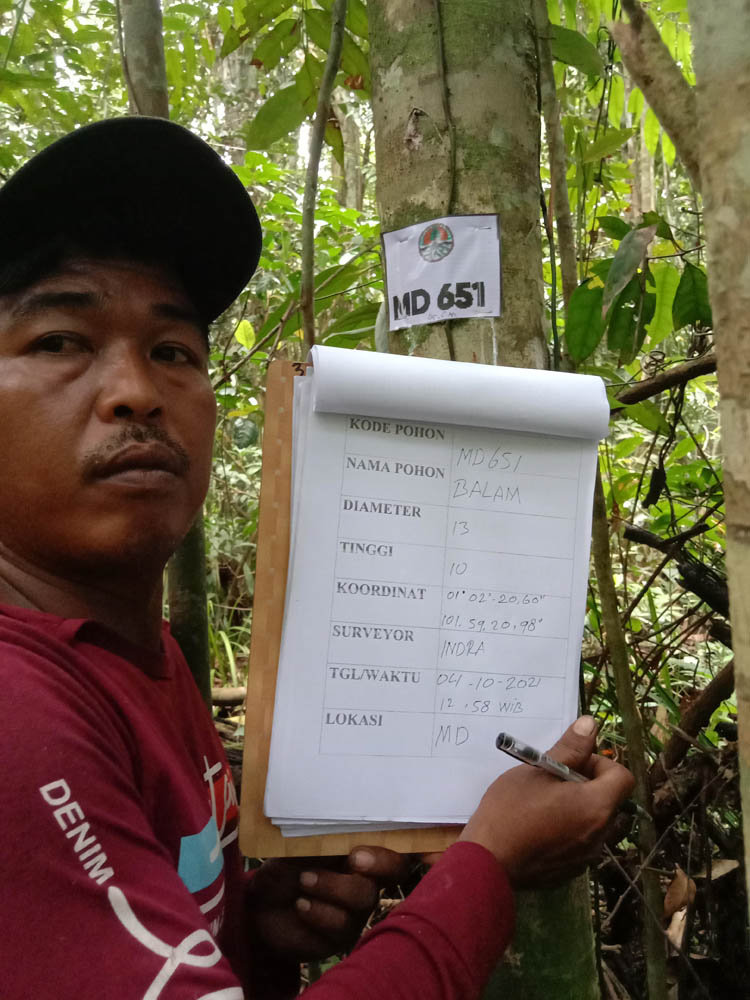 MD 651
3
KODE POHON MD 651
NAMA POHON BALAM
DIAMETER 13
TINGGI 10
KOORDINAT 01° 02'-20,60"
101. 59. 20,98"
SURVEYOR INDRA
TGL/WAKTU 04-10-2021
12.58 WIB
LOKASI MD
DENIM